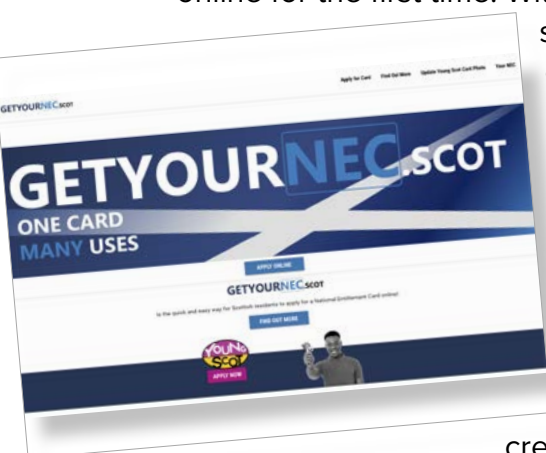 online for the first time. Wi
s
Apply for Card Find Out More Update Young Scot Card Photo Your NEC
GETYOURNEC.SCOT
GETYOURNEC.SCOT
ONE CARD
MANY USES
APPLY ONLINE
GETYOURNEC.SCOT
is the quick and easy way for Scottish residents to apply for a National Entitlement Card online!
FIND OUT MORE
YOUNG
SCOT
APPLY NOW
cre